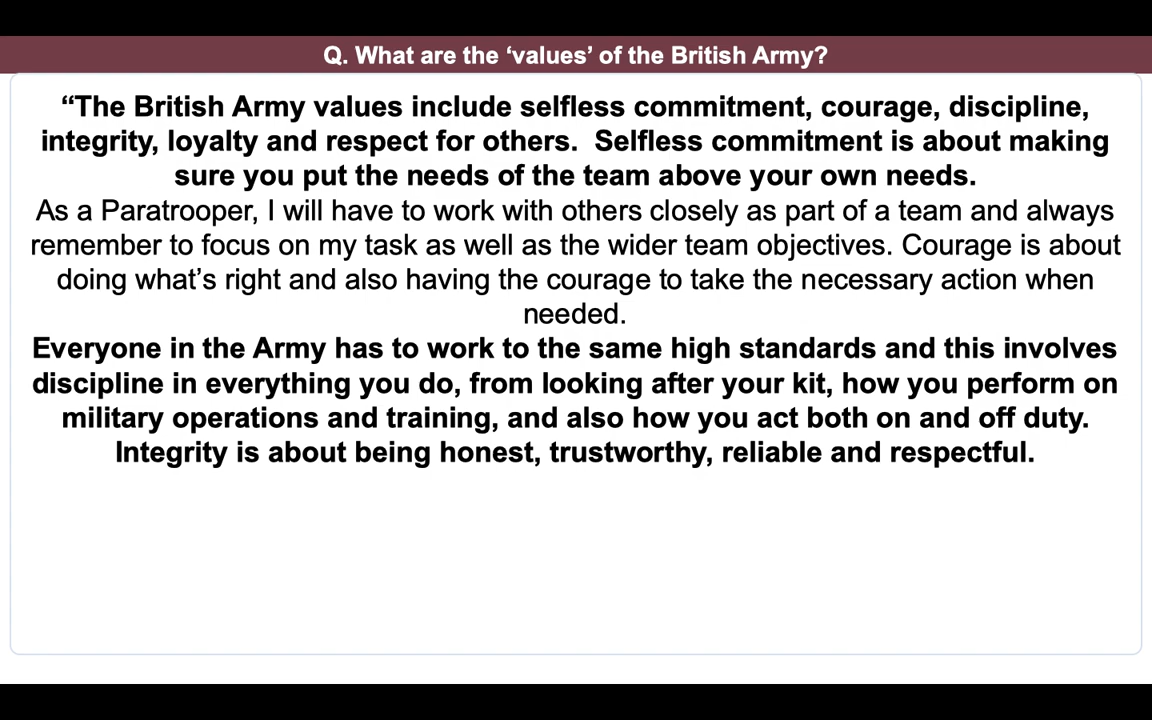 Q. What are the ‘values’ of the British Army?
“The British Army values include selfless commitment, courage, discipline,
integrity, loyalty and respect for others.  Selfless commitment is about making
sure you put the needs of the team above your own needs.
As a Paratrooper, I will have to work with others closely as part of a team and always
remember to focus on my task as well as the wider team objectives. Courage is about
doing what’s right and also having the courage to take the necessary action when
needed.
Everyone in the Army has to work to the same high standards and this involves
discipline in everything you do, from looking after your kit, how you perform on
military operations and training, and also how you act both on and off duty.
Integrity is about being honest, trustworthy, reliable and respectful.